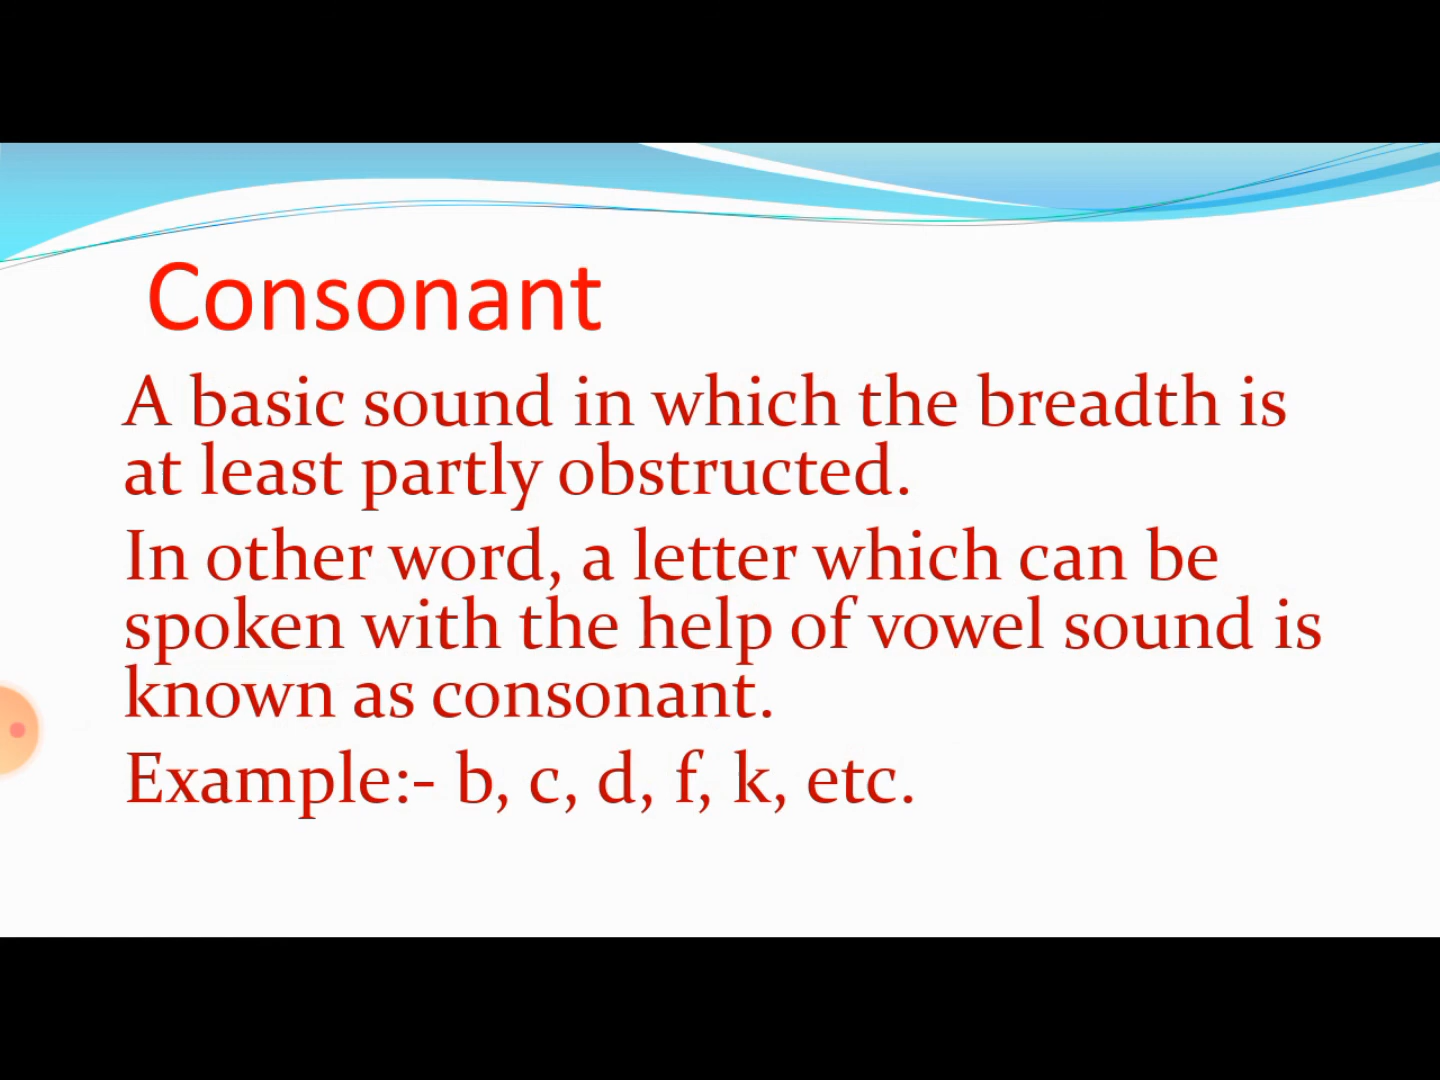 Consonant
A basic sound in which the breadth is
at least partly obstructed.
In other word, a letter which can be
spoken with the help of vowel sound is
known as consonant.
Example:- b, c, d, f, k, etc.